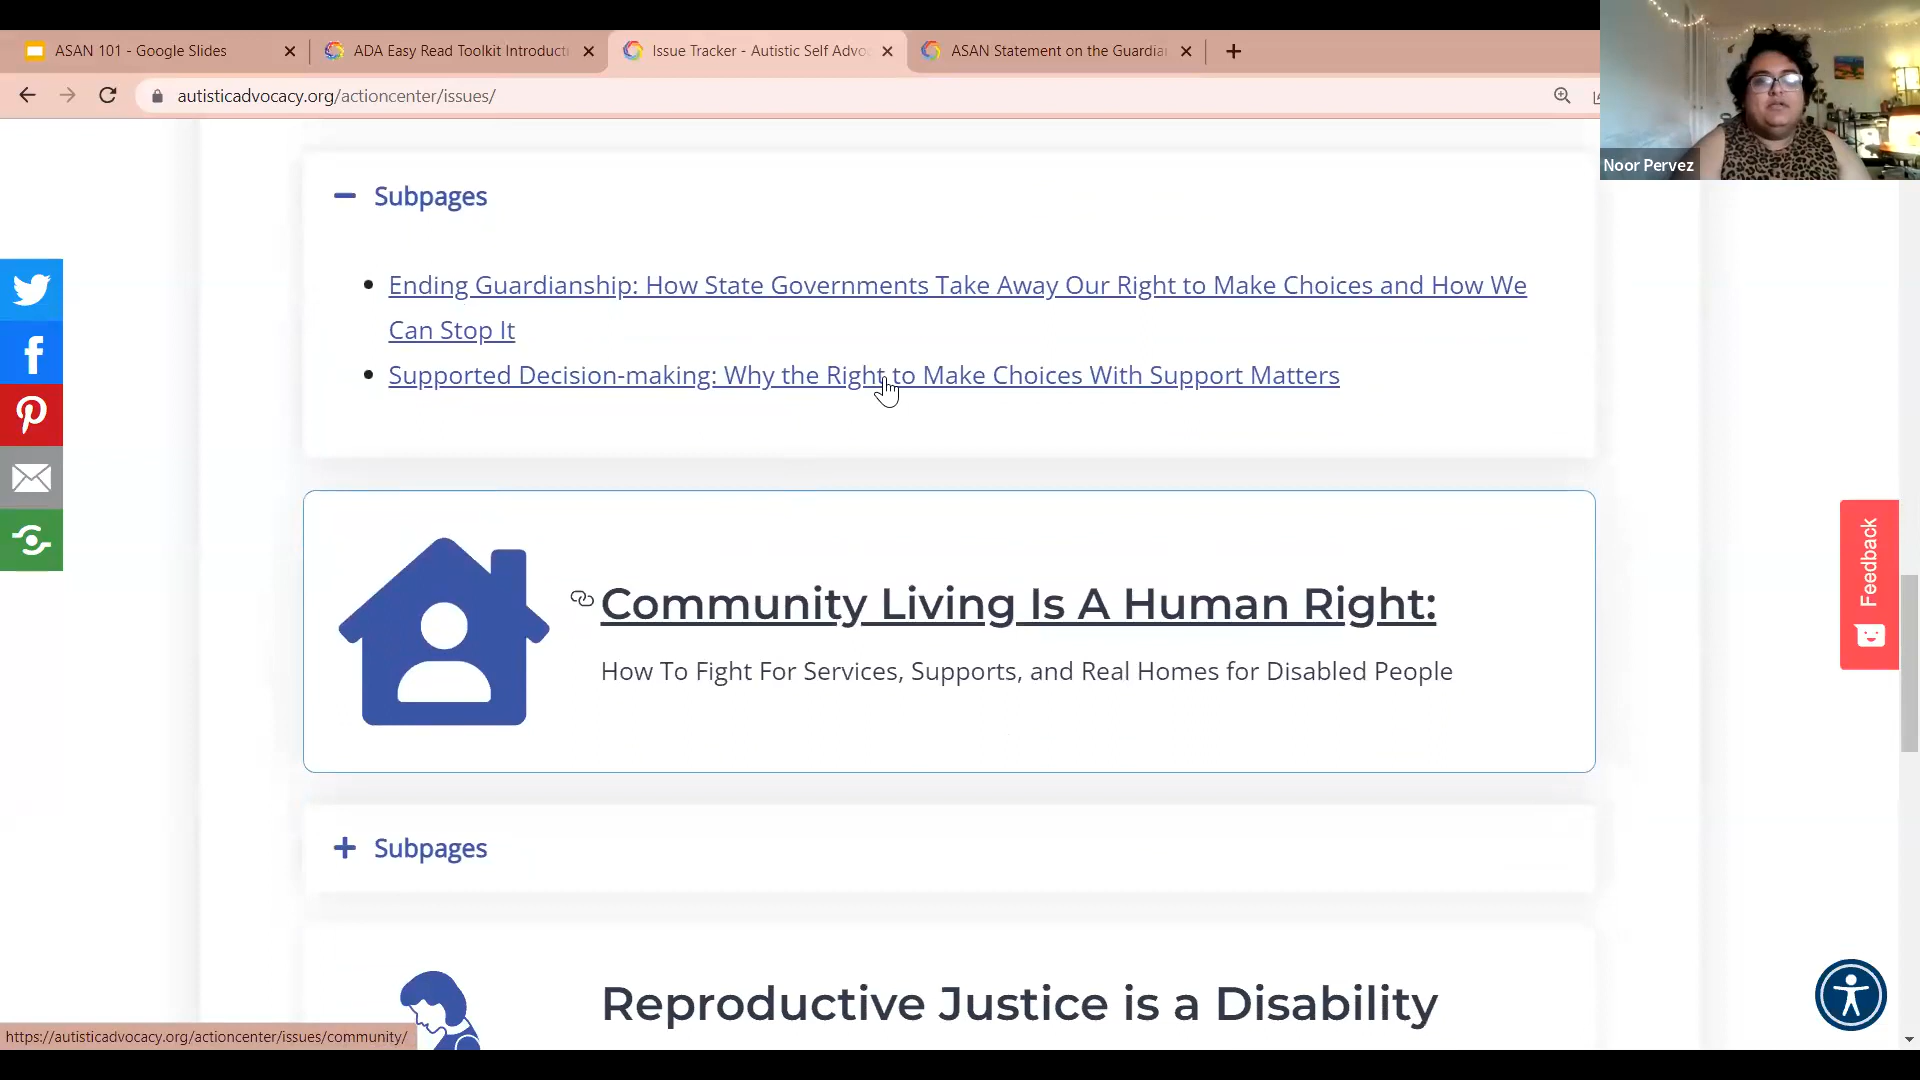 ASAN 101 - Google Slides
ADA Easy Read Toolkit Introducti
Issue Tracker - Autistic Self Advoc
ASAN Statement on the Guardia
autisticadvocacy.org/actioncenter/issues/
Noor Pervez
Subpages
Ending Guardianship: How State Governments Take Away Our Right to Make Choices and How We
Can Stop It
Supported Decision-making: Why the Right to Make Choices With Support Matters
Feedback
Community Living Is A Human Right:
How To Fight For Services, Supports, and Real Homes for Disabled People
Subpages
Reproductive Justice is a Disability
https://autisticadvocacy.org/actioncenter/issues/community/